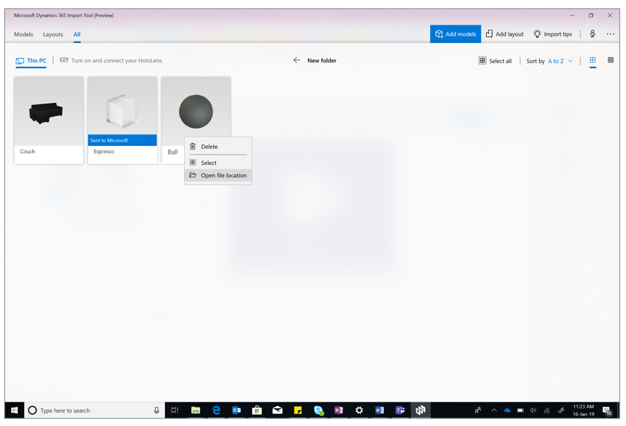 Microsoft Dynamics 365 Import Tool (Preview)
Models Layouts All
Add models Add layout Import tips
This PC Turn on and connect your HoloLens.
New folder
Select all Sort by A to Z
Sent to Microsoft
Couch Espresso Ball
Delete
Select
Open file location
Type here to search
11:23 AM
16-Jan-19